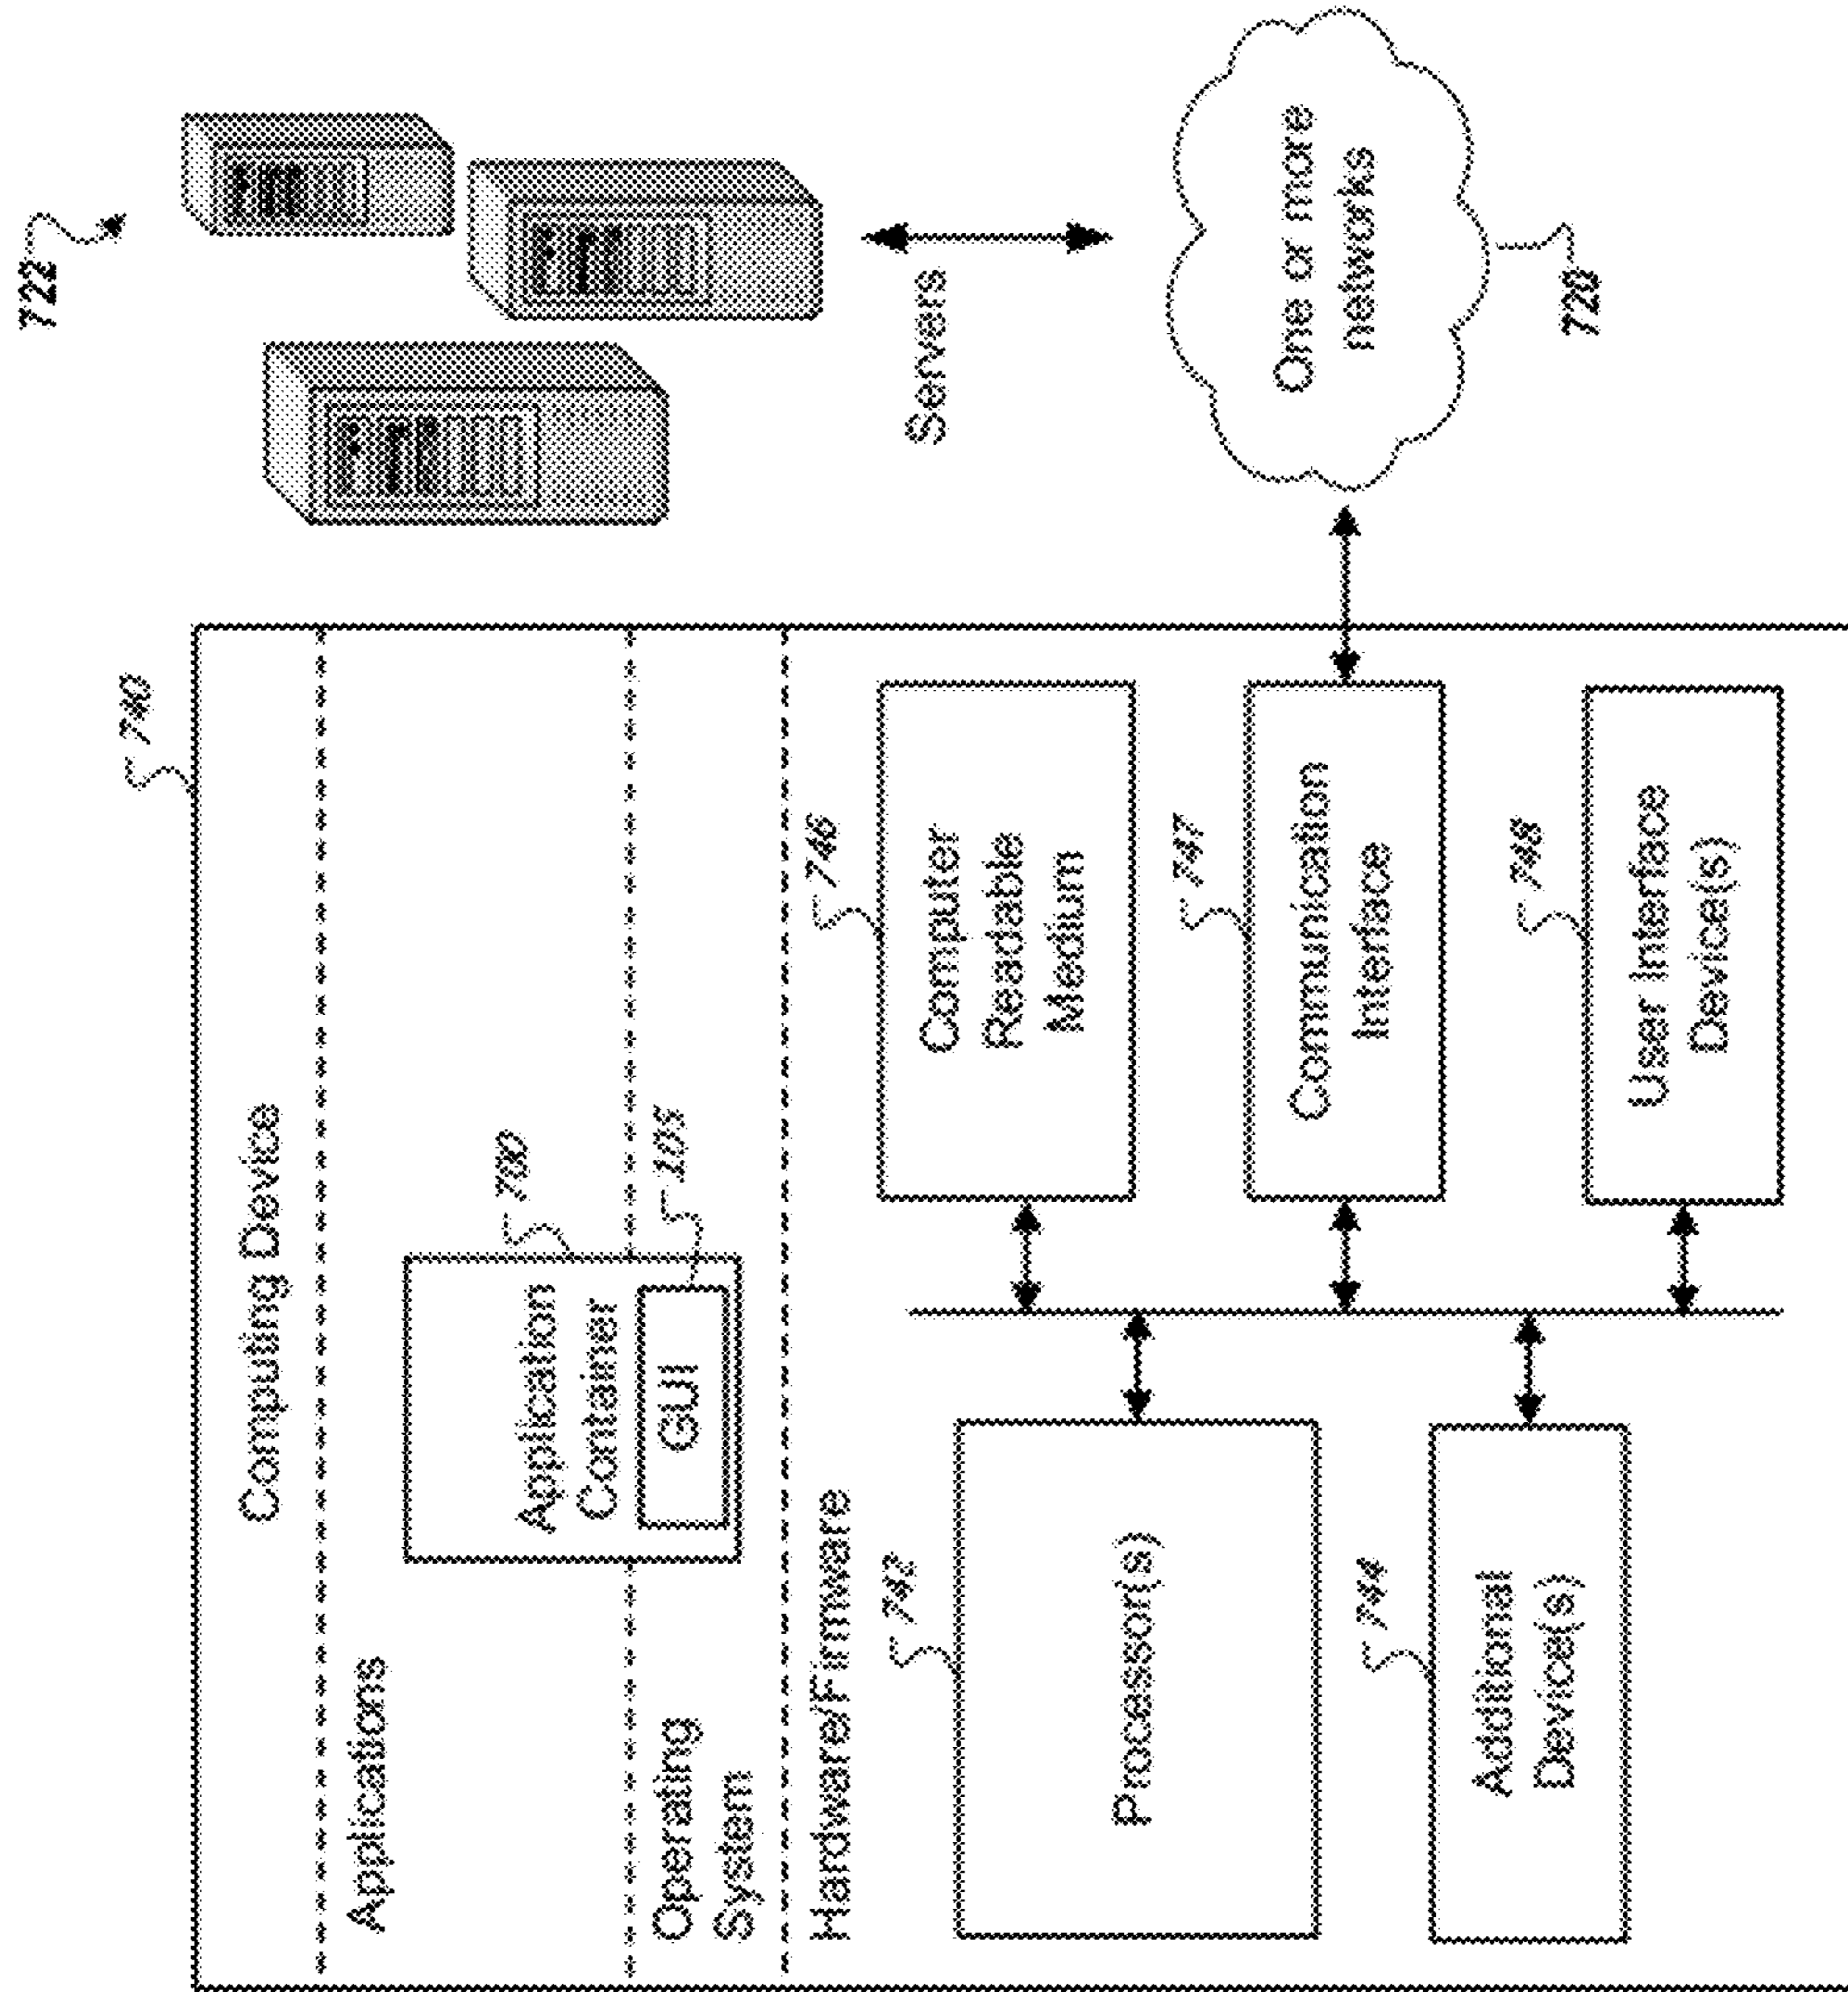 740
Computing Device
Applications
700
Application
Container
GUI
105
Operating
System
Hardware/Firmware
742
Processor(s)
744
Additional
Device(s)
746
Computer
Readable
Medium
747
Communication
Interface
748
User Interface
Device(s)
722
Servers
One or more
networks
720